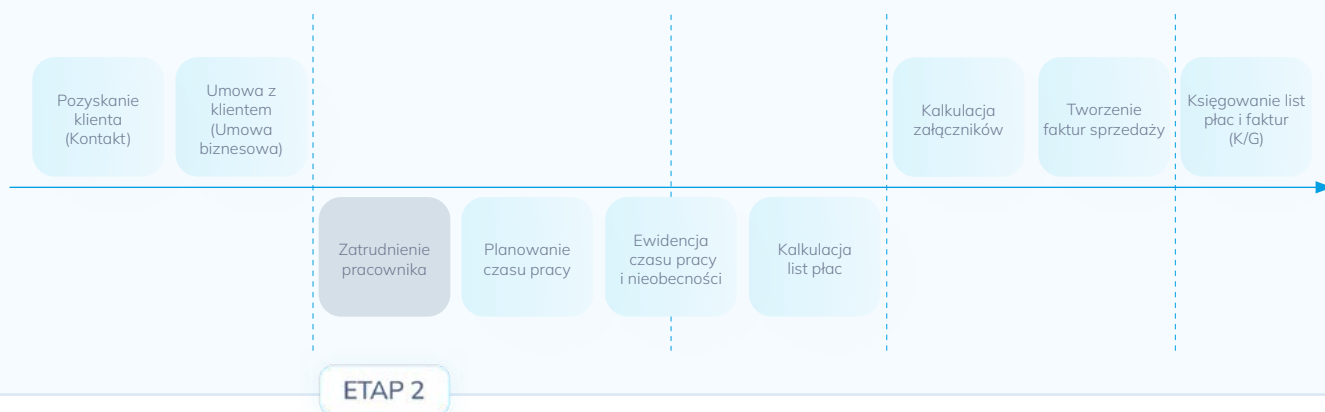 Pozyskanie
klienta
(Kontakt)
Umowa z
klientem
(Umowa
biznesowa)
Kalkulacja
załączników
Tworzenie
faktur sprzedaży
Księgowanie list
płac i faktur
(K/G)
Zatrudnienie
pracownika
Planowanie
czasu pracy
Ewidencja
czasu pracy
i nieobecności
Kalkulacja
list płac
ETAP 2